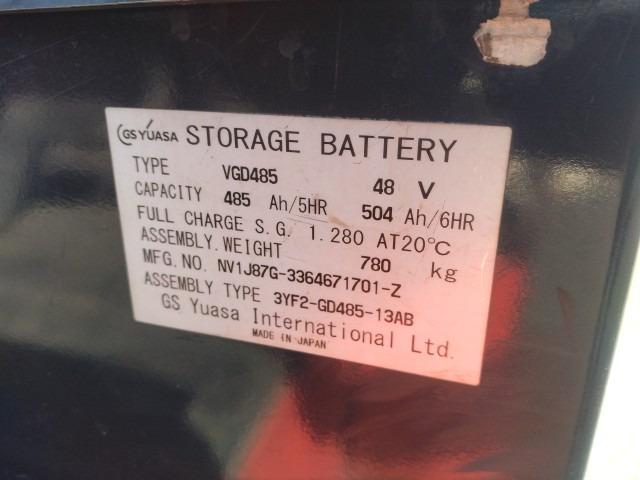 GS YUASA STORAGE BATTERY
TYPE VGD485 48 V
CAPACITY 485 Ah/5HR 504 Ah/6HR
FULL CHARGE S.G. 1.280 AT20℃
ASSEMBLY.WEIGHT 780 kg
MFG.NO. NV1J87G-3364671701-Z
ASSEMBLY TYPE 3YF2-GD485-13AB
GS Yuasa International Ltd.
MADE IN JAPAN